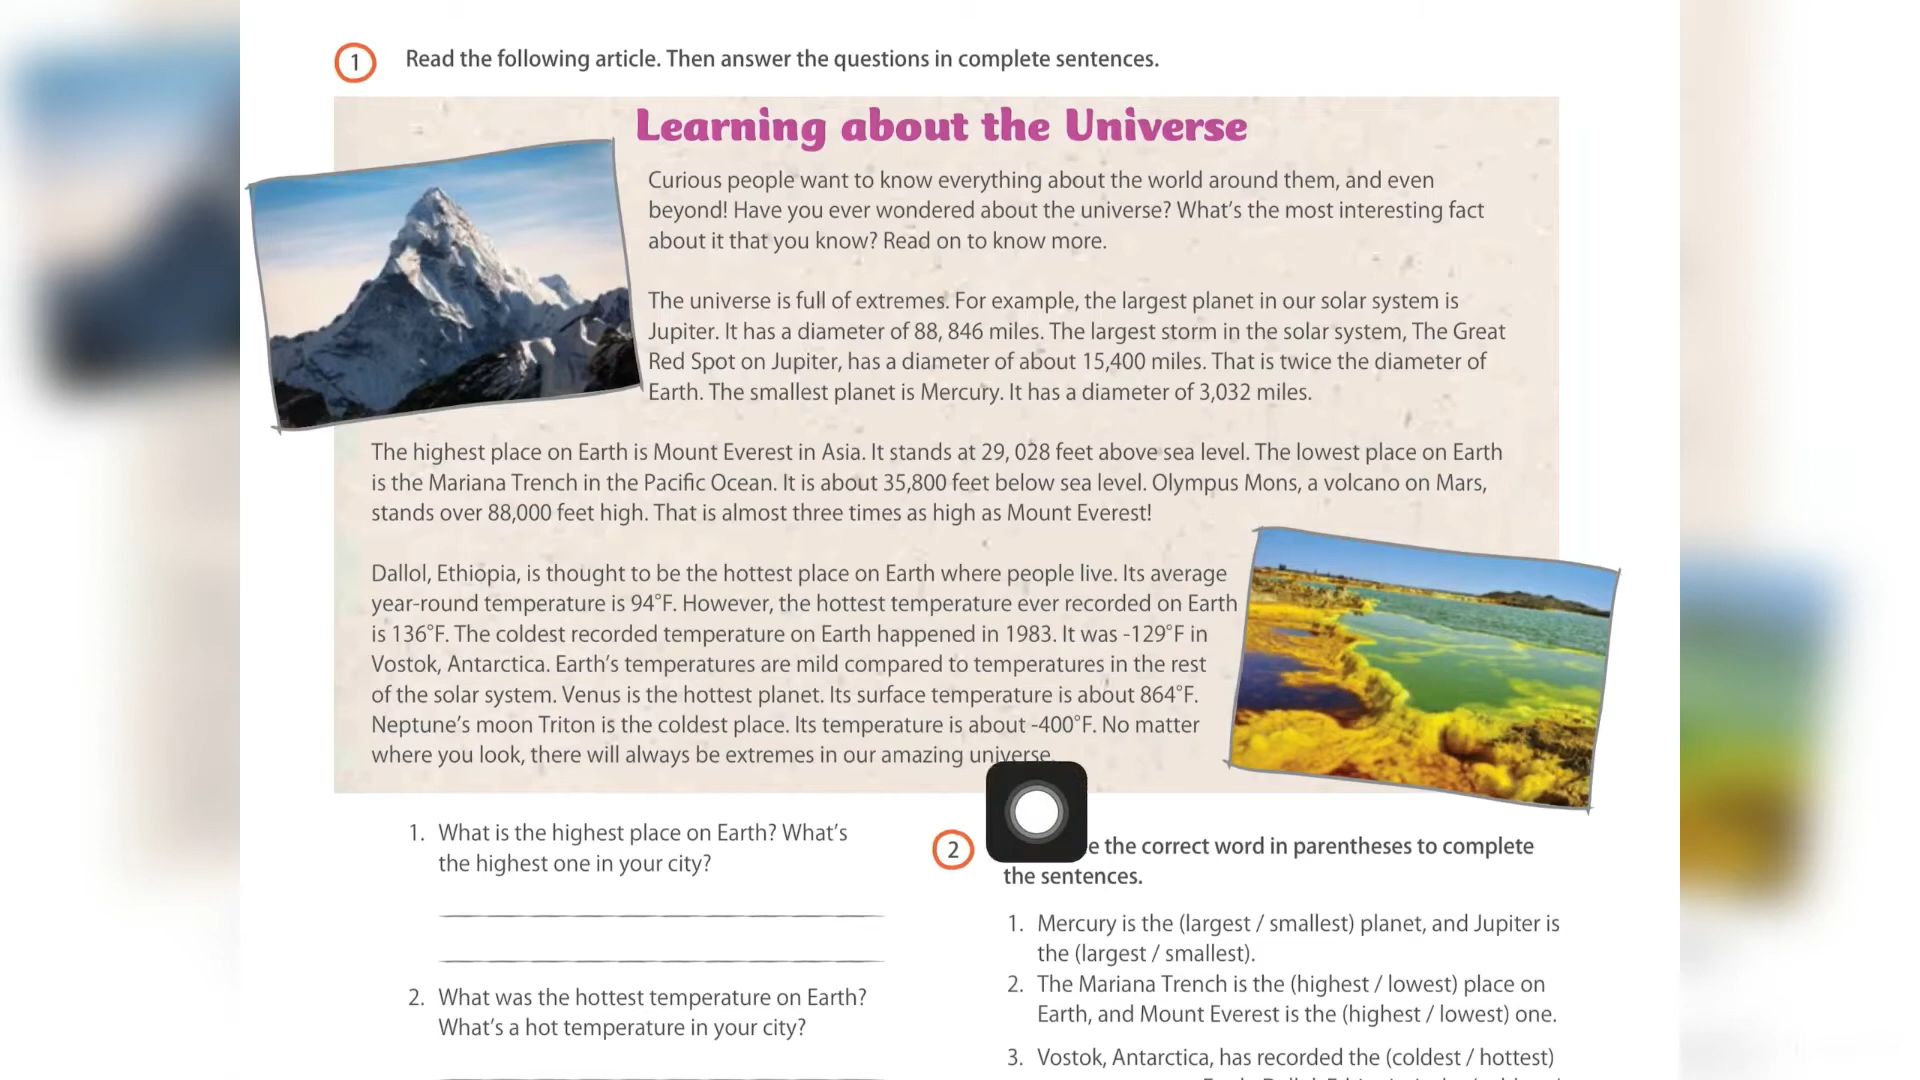 1 Read the following article. Then answer the questions in complete sentences.
Learning about the Universe
Curious people want to know everything about the world around them, and even
beyond! Have you ever wondered about the universe? What's the most interesting fact
about it that you know? Read on to know more.
The universe is full of extremes. For example, the largest planet in our solar system is
Jupiter. It has a diameter of 88, 846 miles. The largest storm in the solar system, The Great
Red Spot on Jupiter, has a diameter of about 15,400 miles. That is twice the diameter of
Earth. The smallest planet is Mercury. It has a diameter of 3,032 miles.
The highest place on Earth is Mount Everest in Asia. It stands at 29, 028 feet above sea level. The lowest place on Earth
is the Mariana Trench in the Pacific Ocean. It is about 35,800 feet below sea level. Olympus Mons, a volcano on Mars,
stands over 88,000 feet high. That is almost three times as high as Mount Everest!
Dallol, Ethiopia, is thought to be the hottest place on Earth where people live. Its average
year-round temperature is 94°F. However, the hottest temperature ever recorded on Earth
is 136°F. The coldest recorded temperature on Earth happened in 1983. It was -129°F in
Vostok, Antarctica. Earth's temperatures are mild compared to temperatures in the rest
of the solar system. Venus is the hottest planet. Its surface temperature is about 864°F.
Neptune's moon Triton is the coldest place. Its temperature is about -400°F. No matter
where you look, there will always be extremes in our amazing universe.
1. What is the highest place on Earth? What's
the highest one in your city?
2. What was the hottest temperature on Earth?
What's a hot temperature in your city?
2 e the correct word in parentheses to complete
the sentences.
1. Mercury is the (largest / smallest) planet, and Jupiter is
the (largest / smallest).
2. The Mariana Trench is the (highest / lowest) place on
Earth, and Mount Everest is the (highest / lowest) one.
3. Vostok, Antarctica, has recorded the (coldest / hottest)